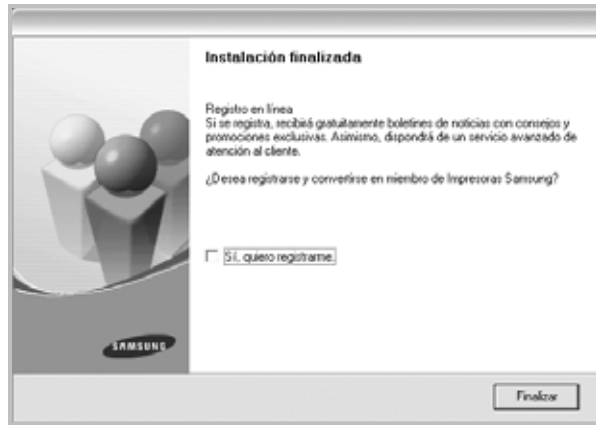 Instalación finalizada
Registro en línea
Si se registra, recibirá gratuitamente boletines de noticias con consejos y
promociones exclusivas. Asimismo, dispondrá de un servicio avanzado de
atención al cliente.
¿Desea registrarse y convertirse en miembro de Impresoras Samsung?
Sí, quiero registrarme.
SAMSUNG
Finalizar